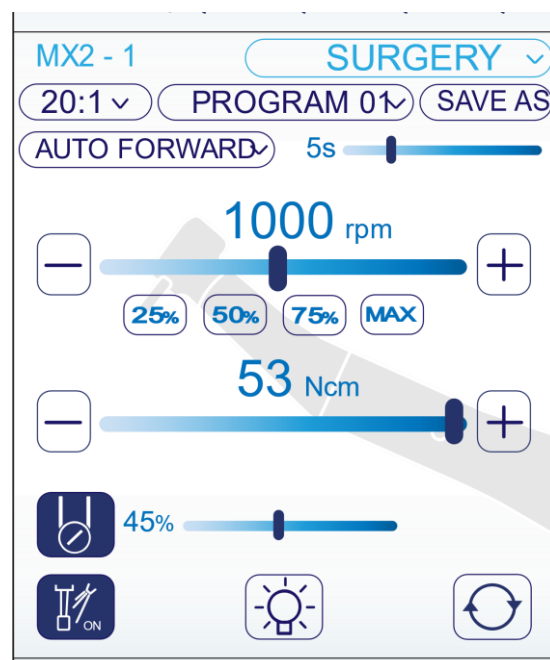 MX2 - 1 SURGERY
20:1 PROGRAM 01 SAVE AS
AUTO FORWARD 5s
1000 rpm
25% 50% 75% MAX
53 Ncm
45%
ON